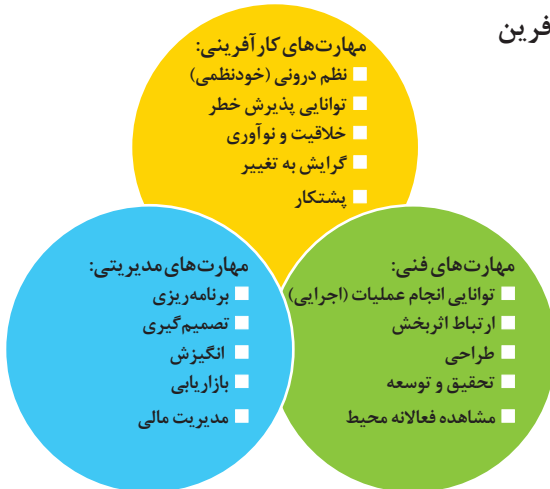 فرین
مهارت‌های کارآفرینی:
نظم درونی (خودنظمی)
توانایی پذیرش خطر
خلاقیت و نوآوری
گرایش به تغییر
پشتکار
مهارت‌های فنی:
توانایی انجام عملیات (اجرایی)
ارتباط اثربخش
طراحی
تحقیق و توسعه
مشاهده فعالانه محیط
مهارت‌های مدیریتی:
برنامه‌ریزی
تصمیم‌گیری
انگیزش
بازاریابی
مدیریت مالی